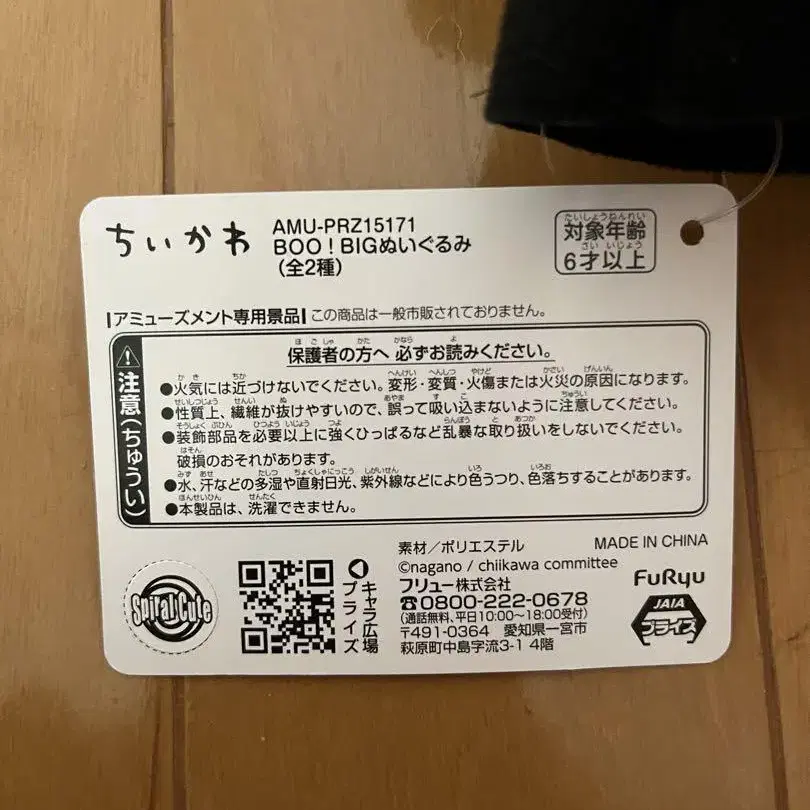 ちいかわ
AMU-PRZ15171
BOO！BIGぬいぐるみ
（全2種）
対象年齢
6才以上
アミューズメント専用景品 この商品は一般市販されておりません。
注意（ちゅうい）
保護者の方へ 必ずお読みください。
●火気には近づけないでください。変形・変質・火傷または火災の原因になります。
●性質上、繊維が抜けやすいので、誤って吸い込まないように注意してください。
●装飾部品を必要以上に強くひっぱるなど乱暴な取り扱いをしないでください。
破損のおそれがあります。
●水、汗などの多湿や直射日光、紫外線などにより色うつり、色落ちすることがあります。
●本製品は、洗濯できません。
素材／ポリエステル MADE IN CHINA
©nagano / chiikawa committee
フリュー株式会社
☎0800-222-0678
（通話無料、平日10:00～18:00受付）
〒491-0364 愛知県一宮市
萩原町中島字流3-1 4階
Spiral Cute
キャラ広場
プライズ
FuRyu
JAIA
プライズ